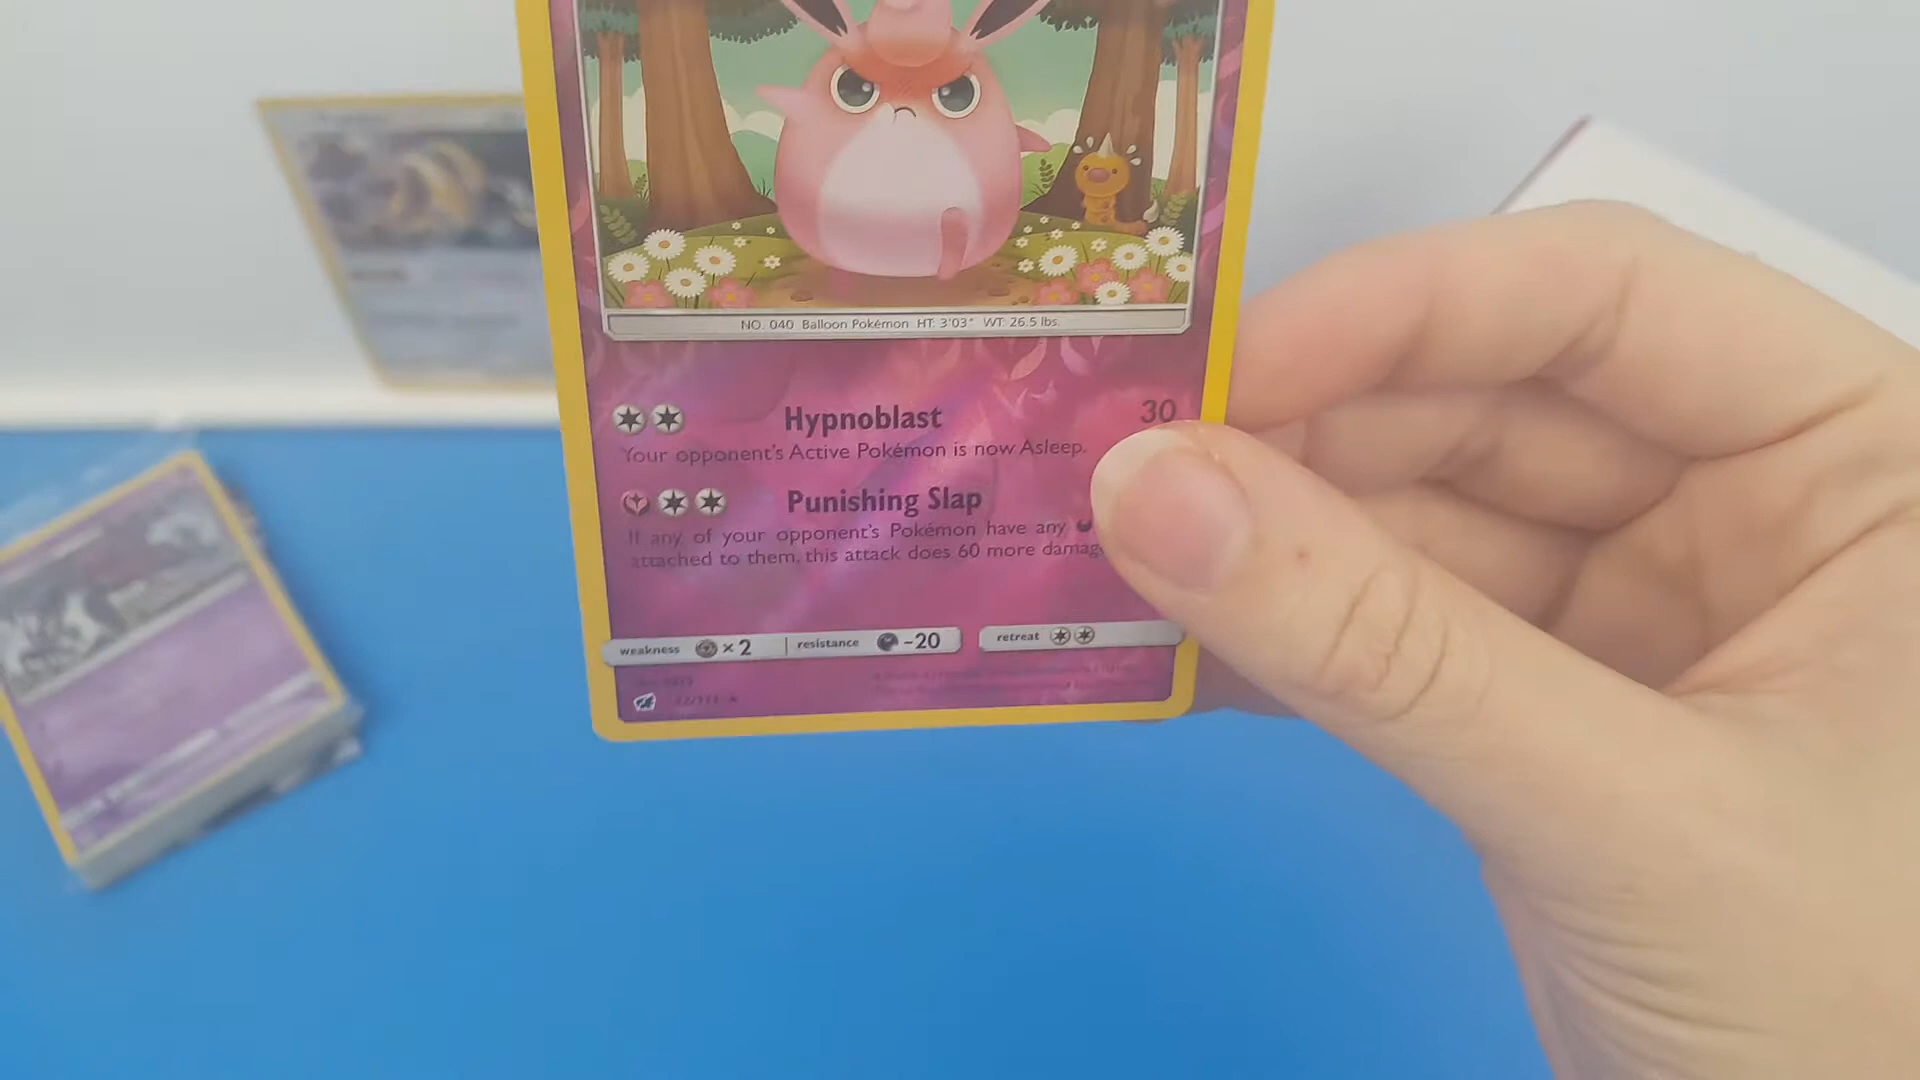 NO. 040 Balloon Pokémon HT: 3'03" WT: 26.5 lbs.
Hypnoblast 30
Your opponent's Active Pokémon is now Asleep.
Punishing Slap
If any of your opponent's Pokémon have any
attached to them, this attack does 60 more damage
weakness ×2 resistance -20 retreat